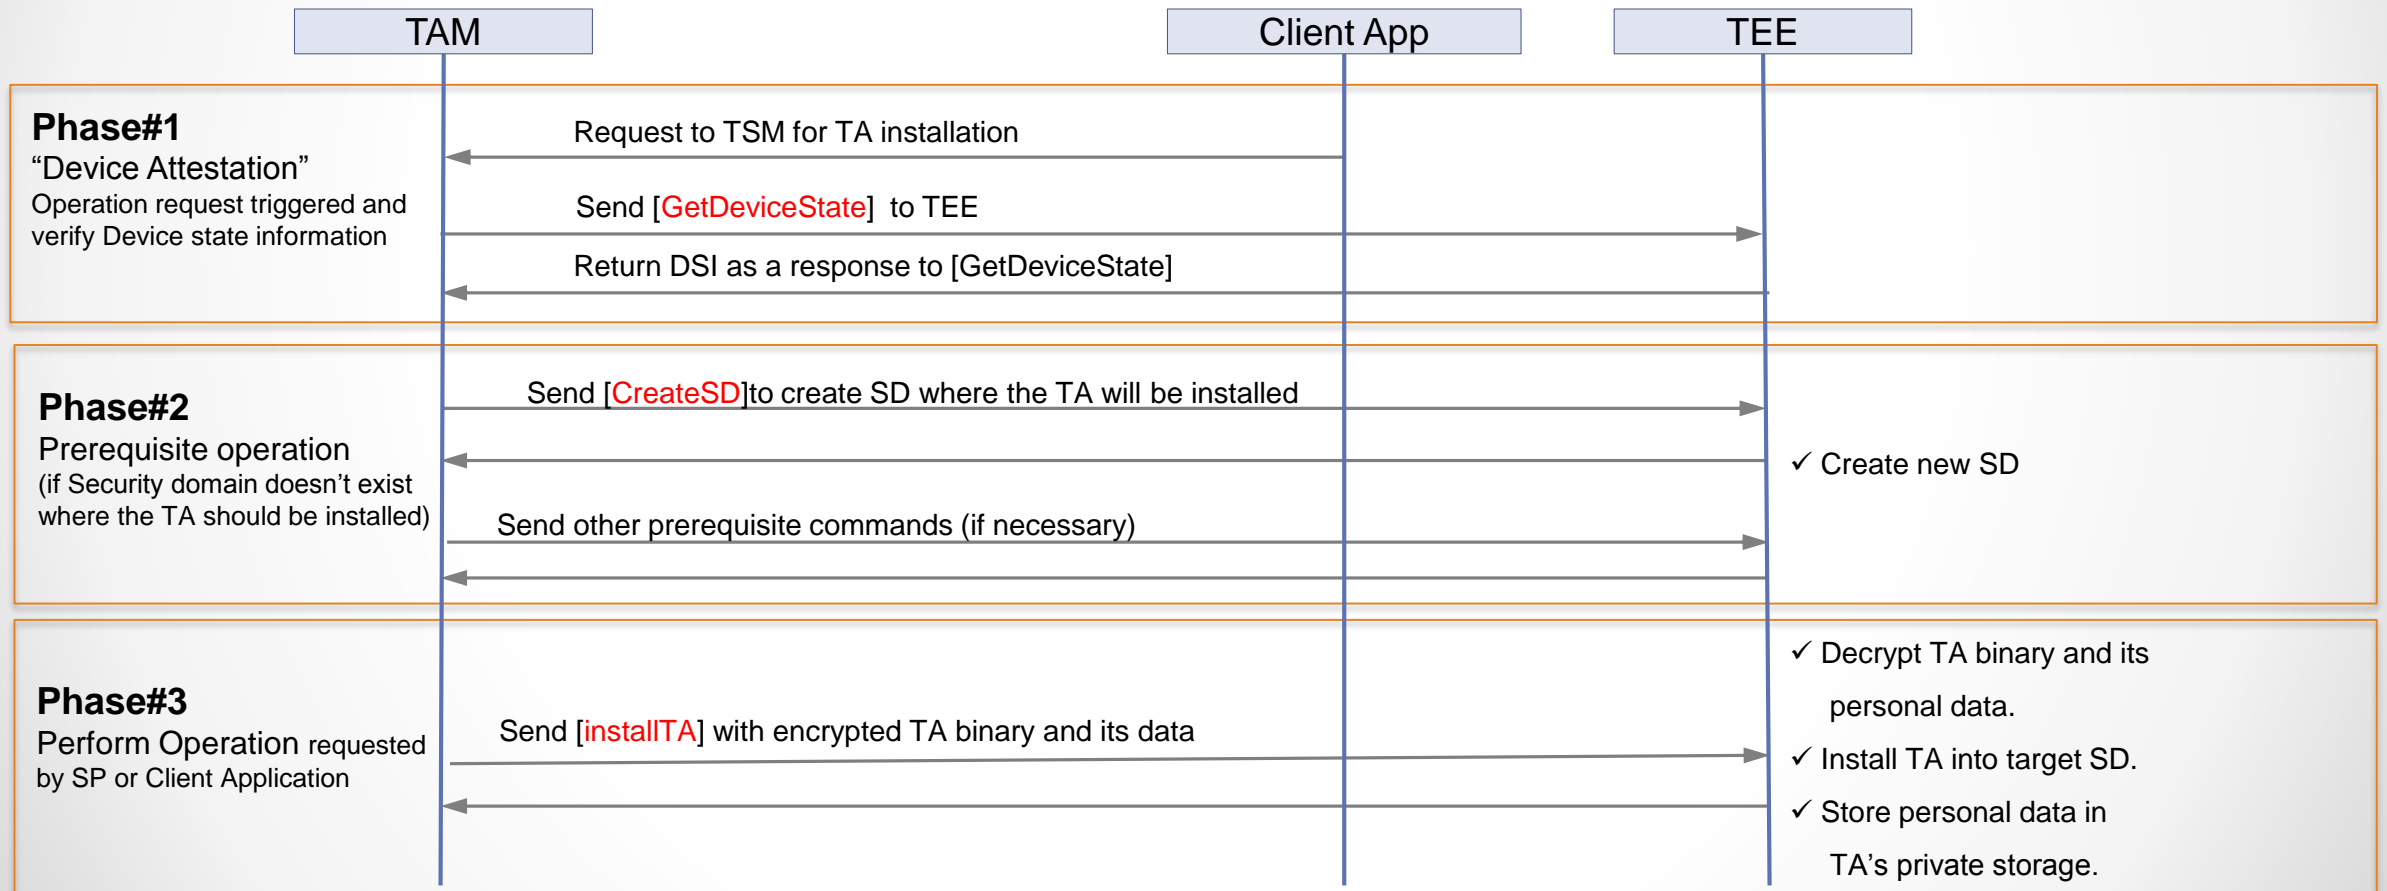 TAM
Client App
TEE
Phase#1
“Device Attestation”
Operation request triggered and
verify Device state information
Request to TSM for TA installation
Send [GetDeviceState]  to TEE
Return DSI as a response to [GetDeviceState]
Phase#2
Prerequisite operation
(if Security domain doesn’t exist
where the TA should be installed)
Send [CreateSD]to create SD where the TA will be installed
✓ Create new SD
Send other prerequisite commands (if necessary)
Phase#3
Perform Operation requested
by SP or Client Application
Send [installTA] with encrypted TA binary and its data
✓ Decrypt TA binary and its
personal data.
✓ Install TA into target SD.
✓ Store personal data in
TA’s private storage.